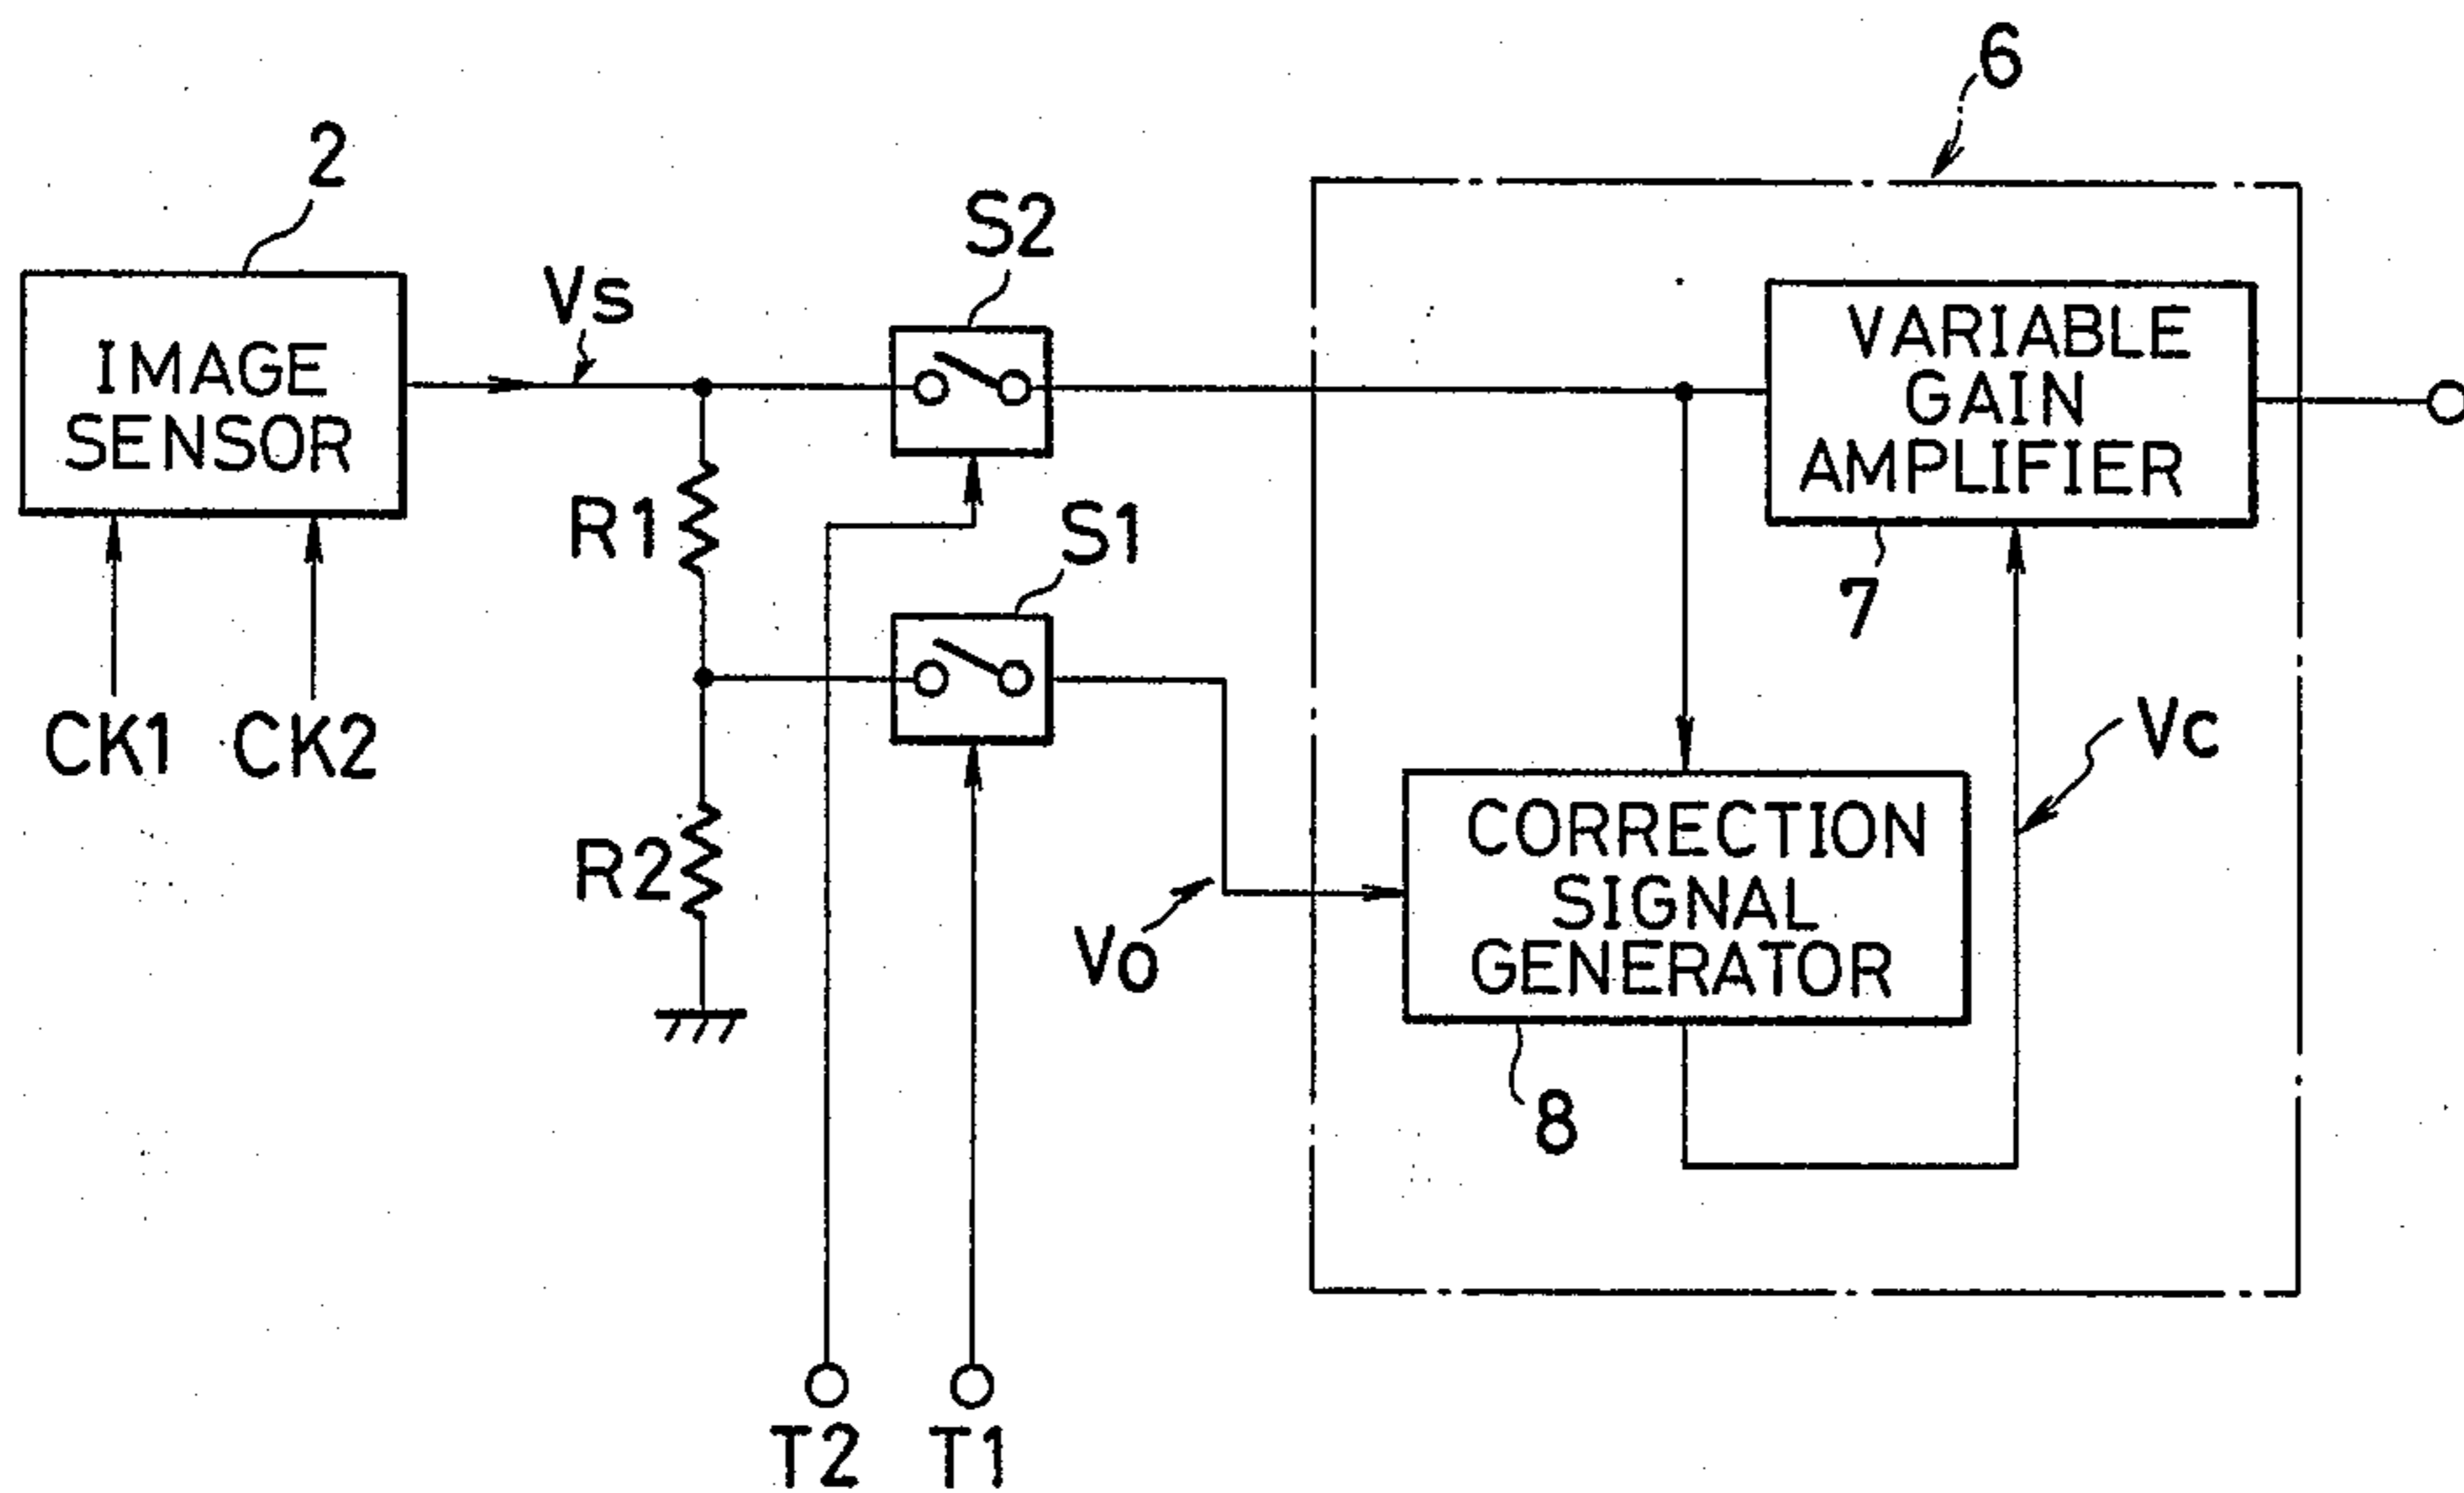 6
2
S2
Vs
IMAGE
SENSOR
VARIABLE
GAIN
AMPLIFIER
R1
S1
7
CK1
CK2
Vc
R2
CORRECTION
SIGNAL
GENERATOR
Vo
8
T2
T1